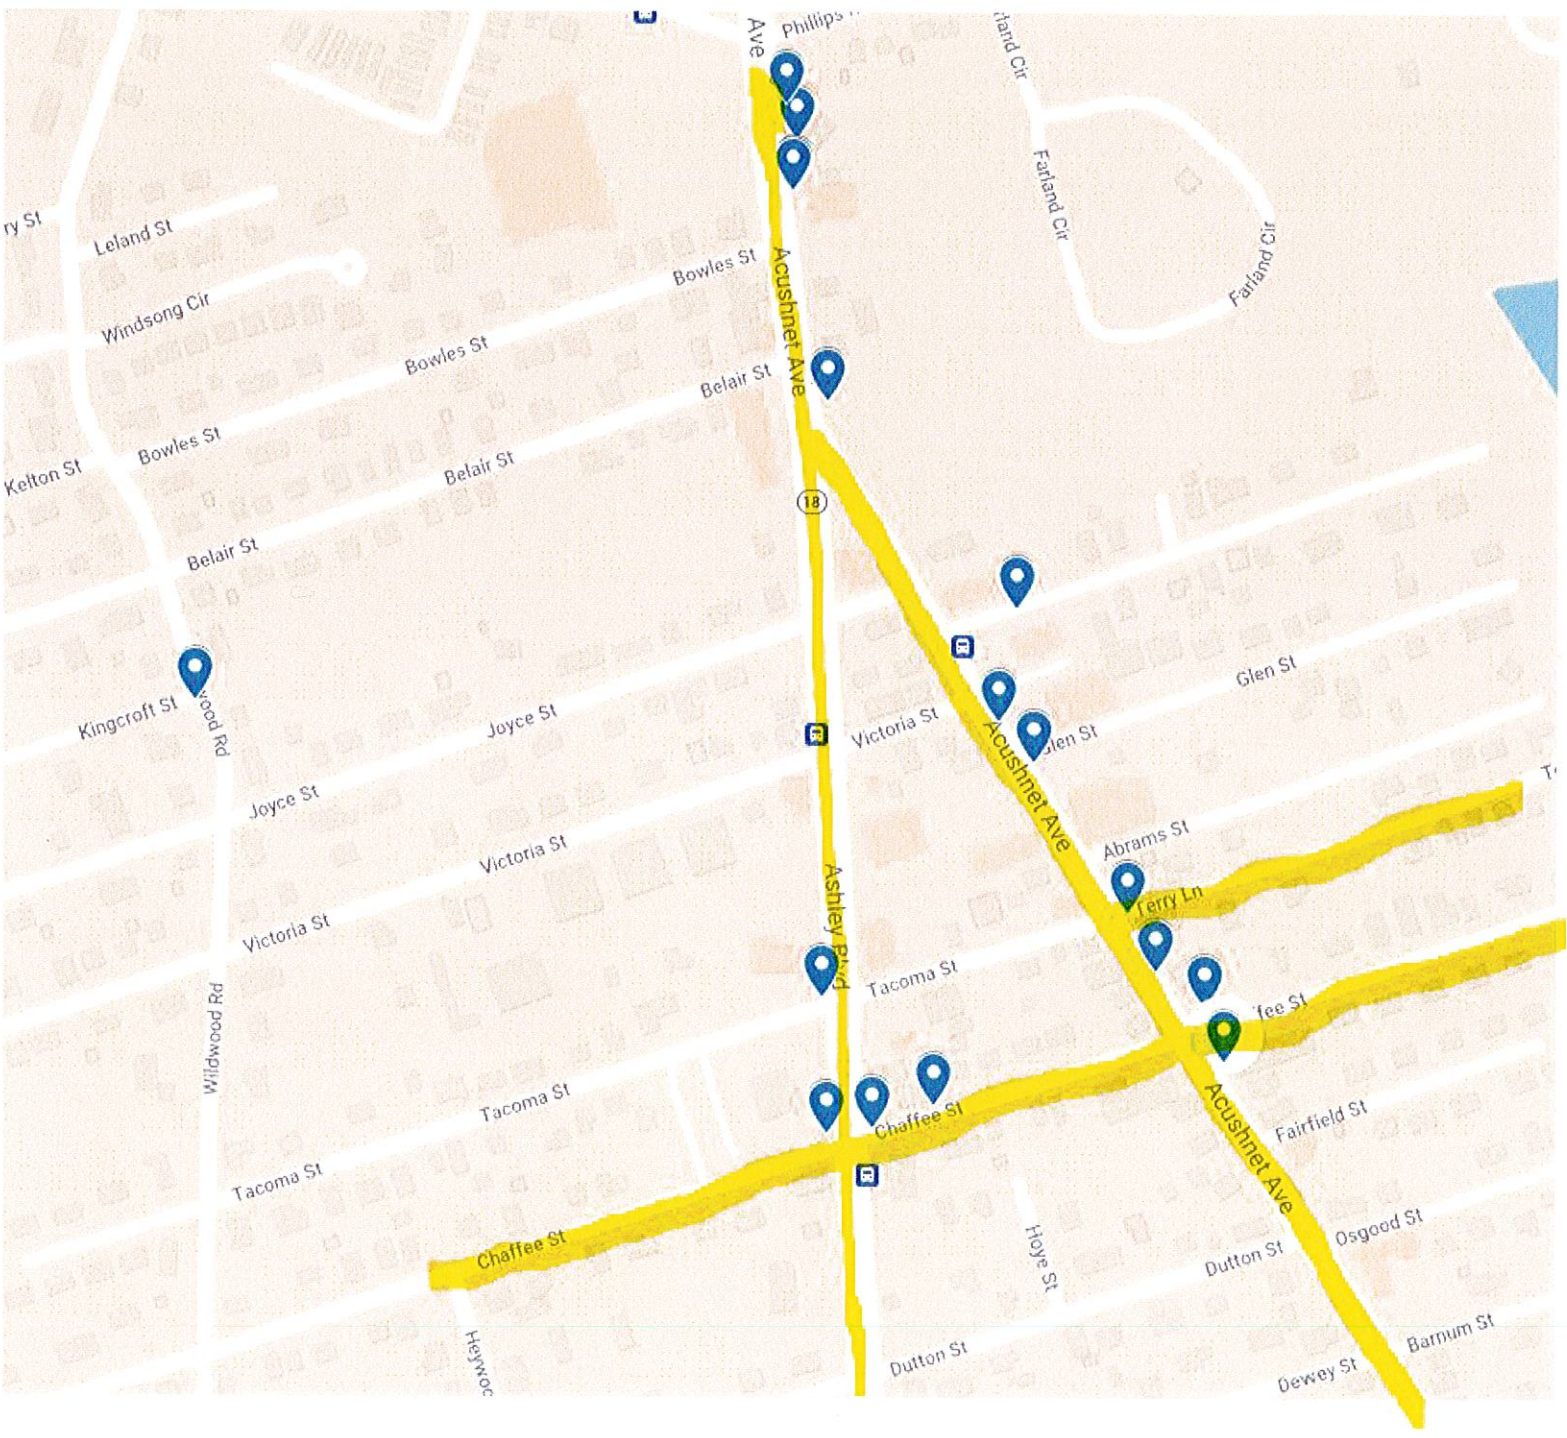 Ave
Phillips
Farland Cir
Farland Cir
Leland St
Bowles St
Acushnet Ave
Windsong Cir
Bowles St
Belair St
Bowles St
Kelton St
Belair St
18
Belair St
Glen St
Kingcroft St
Joyce St
Victoria St
Glen St
Acushnet Ave
Joyce St
Victoria St
Abrams St
Terry Ln
Ashley Blvd
Victoria St
Tacoma St
Wildwood Rd
Tacoma St
Chaffee St
Acushnet Ave
Fairfield St
Tacoma St
Chaffee St
Hoye St
Dutton St
Osgood St
Dutton St
Dewey St
Barnum St